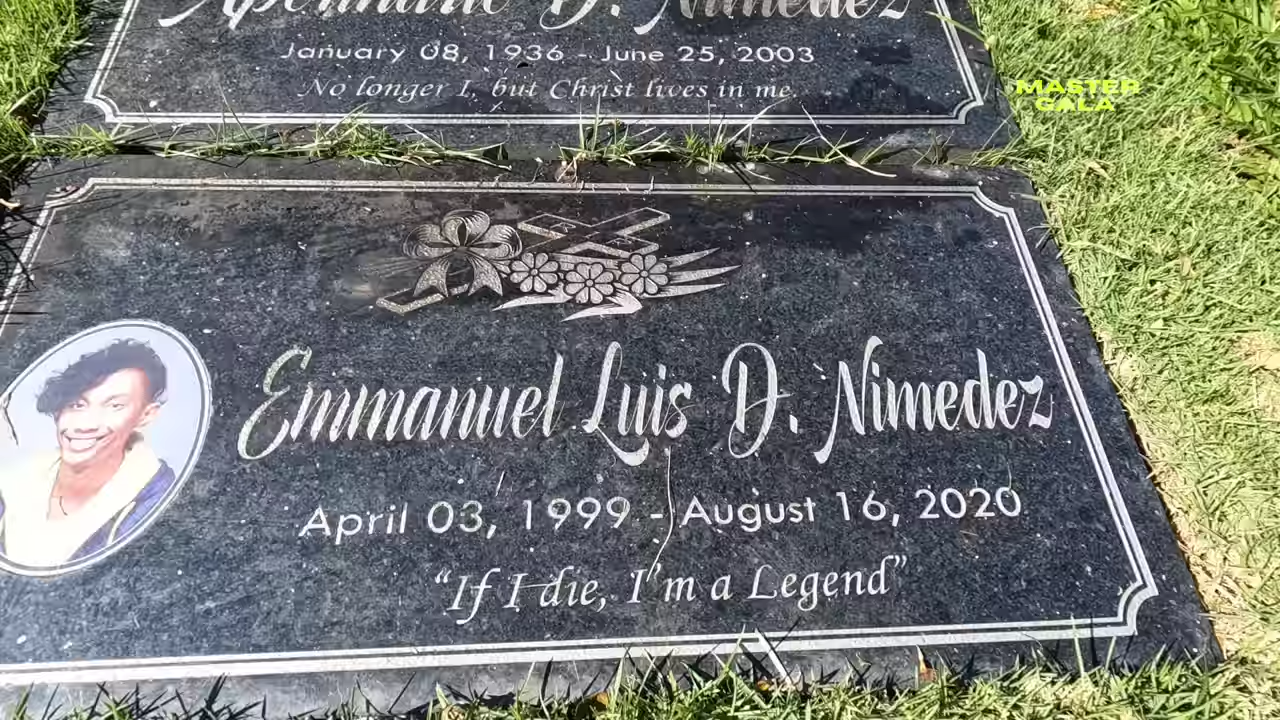 D. Nimedez
January 08, 1936 - June 25, 2003
No longer I, but Christ lives in me.
MASTER
GALA
Emmanuel Luis D. Nimedez
April 03, 1999 - August 16, 2020
“If I die, I'm a Legend”